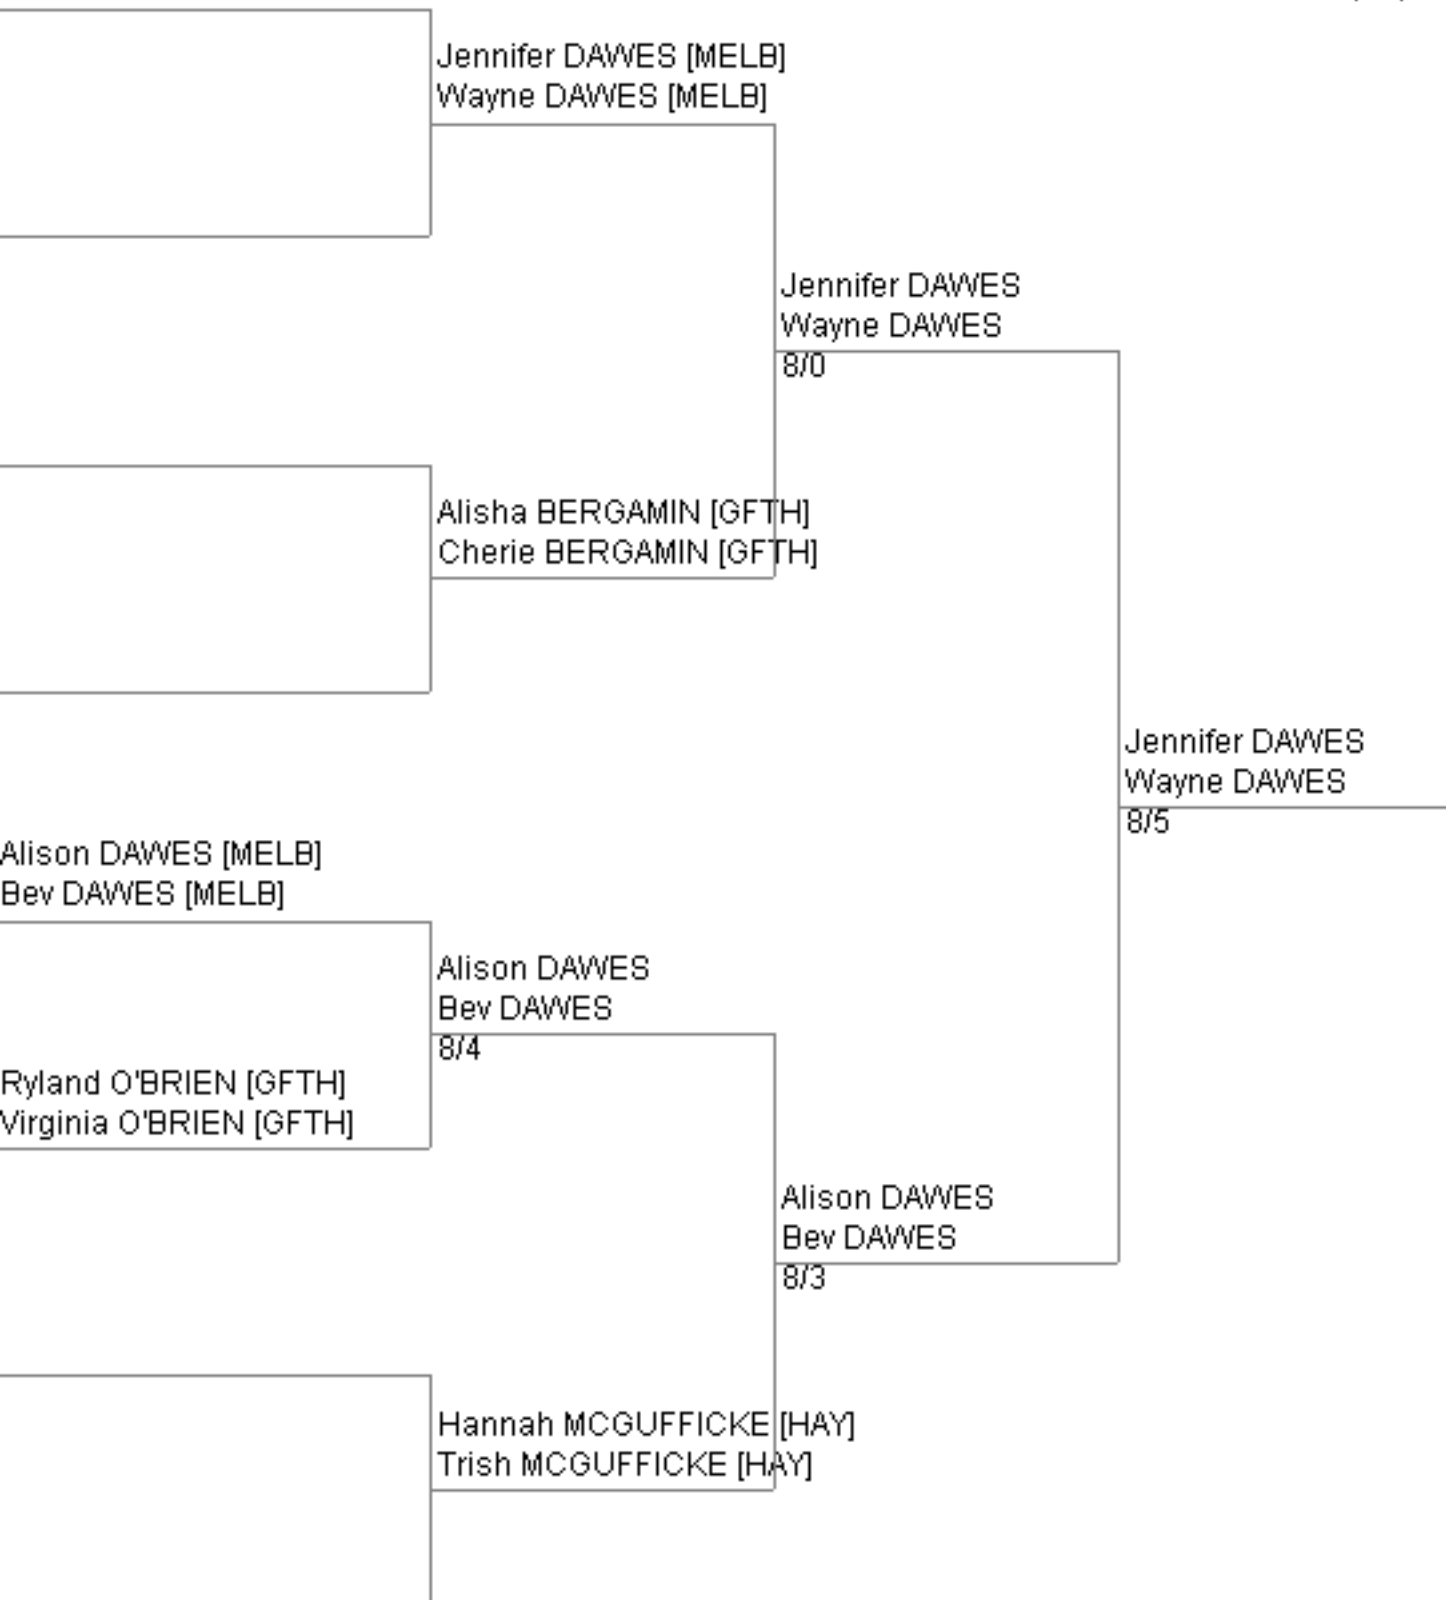 Jennifer DAWES [MELB]
Wayne DAWES [MELB]
Jennifer DAWES
Wayne DAWES
8/0
Alisha BERGAMIN [GFTH]
Cherie BERGAMIN [GFTH]
Jennifer DAWES
Wayne DAWES
8/5
Alison DAWES [MELB]
Bev DAWES [MELB]
Alison DAWES
Bev DAWES
8/4
Ryland O'BRIEN [GFTH]
Virginia O'BRIEN [GFTH]
Alison DAWES
Bev DAWES
8/3
Hannah MCGUFFICKE [HAY]
Trish MCGUFFICKE [HAY]